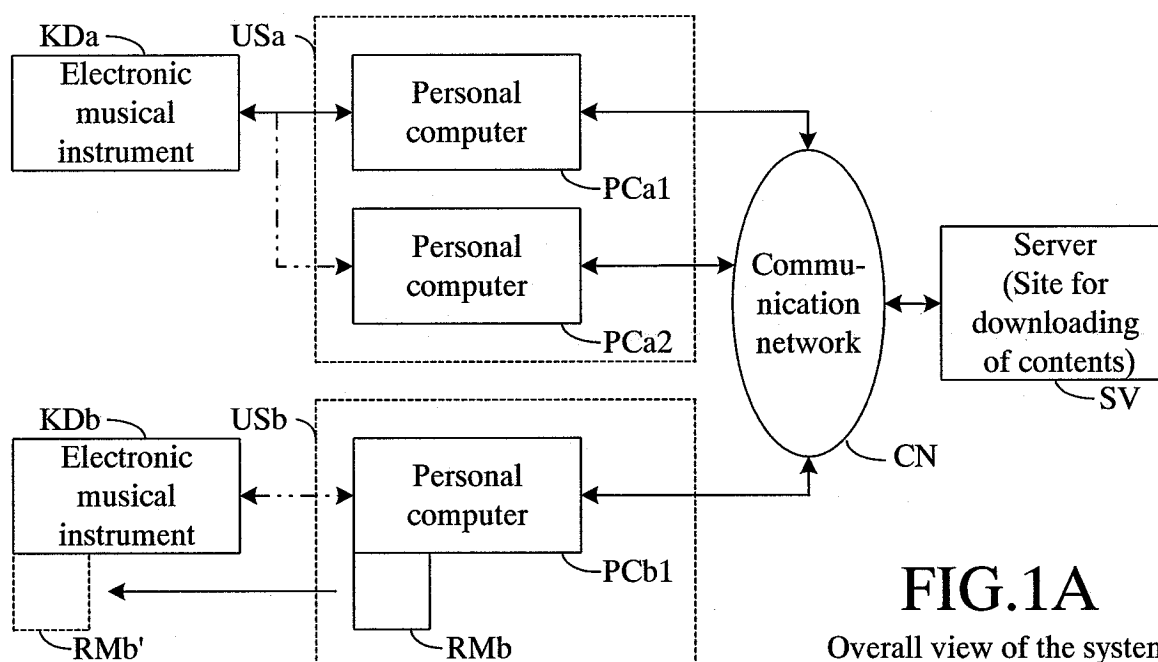 KDa
USa
Electronic
musical
instrument
Personal
computer
PCa1
Personal
computer
PCa2
Commu-
nication
network
CN
Server
(Site for
downloading
of contents)
SV
KDb
USb
Electronic
musical
instrument
Personal
computer
PCb1
RMb'
RMb
FIG.1A
Overall view of the system